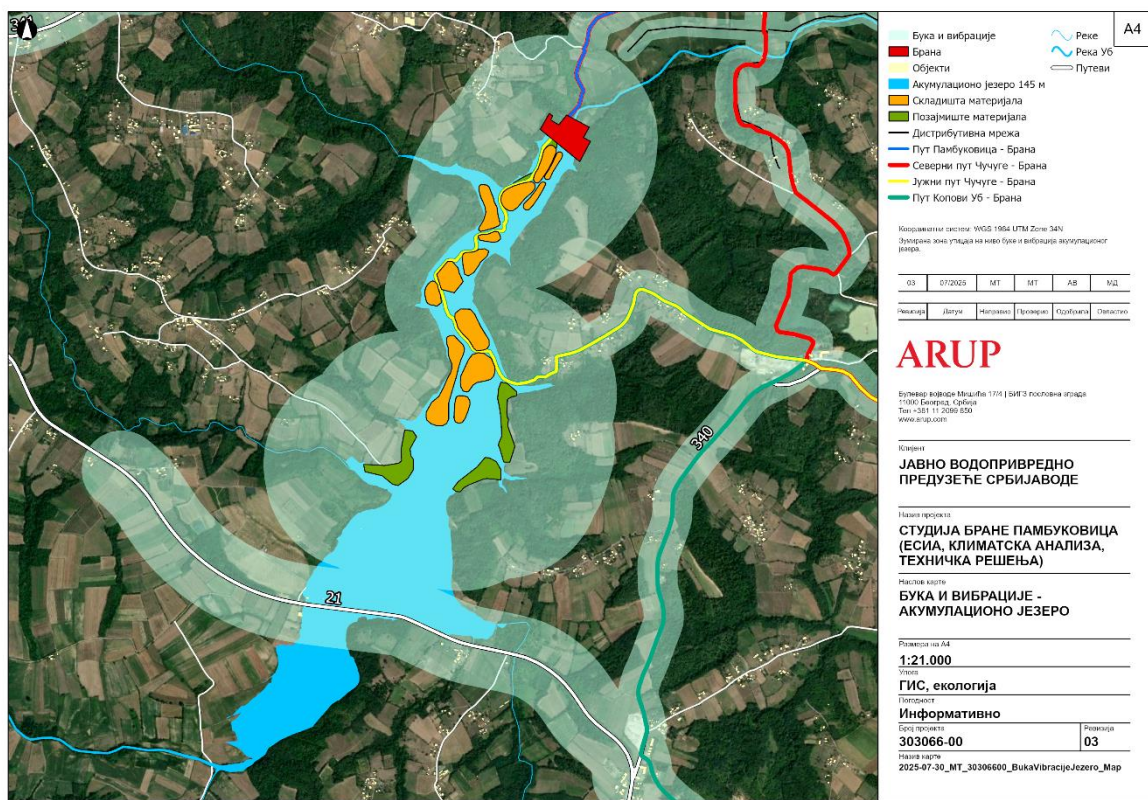 Бука и вибрације
Брана
Објекти
Акумулационо језеро 145 м
Складишта материјала
Позајмиште материјала
Дистрибутивна мрежа
Пут Памбуковица - Брана
Северни пут Чучуге - Брана
Јужни пут Чучуге - Брана
Пут Копови Уб - Брана
Реке
Река Уб
Путеви
A4
Координатни систем: WGS 1984 UTM Zone 34N
Зумирана зона утицаја на ниво буке и вибрација акумулационог
језера.
03 07/2025 МТ МТ АВ МД
Ревизија Датум Направио Проверио Одобрила Овластио
ARUP
Булевар војводе Мишића 17/4 | БИГЗ пословна зграда
11000 Београд, Србија
Тел +381 11 2099 850
www.arup.com
Клијент
ЈАВНО ВОДОПРИВРЕДНО
ПРЕДУЗЕЋЕ СРБИЈАВОДЕ
Назив пројекта
СТУДИЈА БРАНЕ ПАМБУКОВИЦА
(ЕСИА, КЛИМАТСКА АНАЛИЗА,
ТЕХНИЧКА РЕШЕЊА)
Наслов карте
БУКА И ВИБРАЦИЈЕ -
АКУМУЛАЦИОНО ЈЕЗЕРО
Размера на А4
1:21.000
Улога
ГИС, екологија
Погодност
Информативно
Број пројекта
303066-00
Ревизија
03
Назив карте
2025-07-30_MT_30306600_BukaVibracijeJezero_Map
340
21